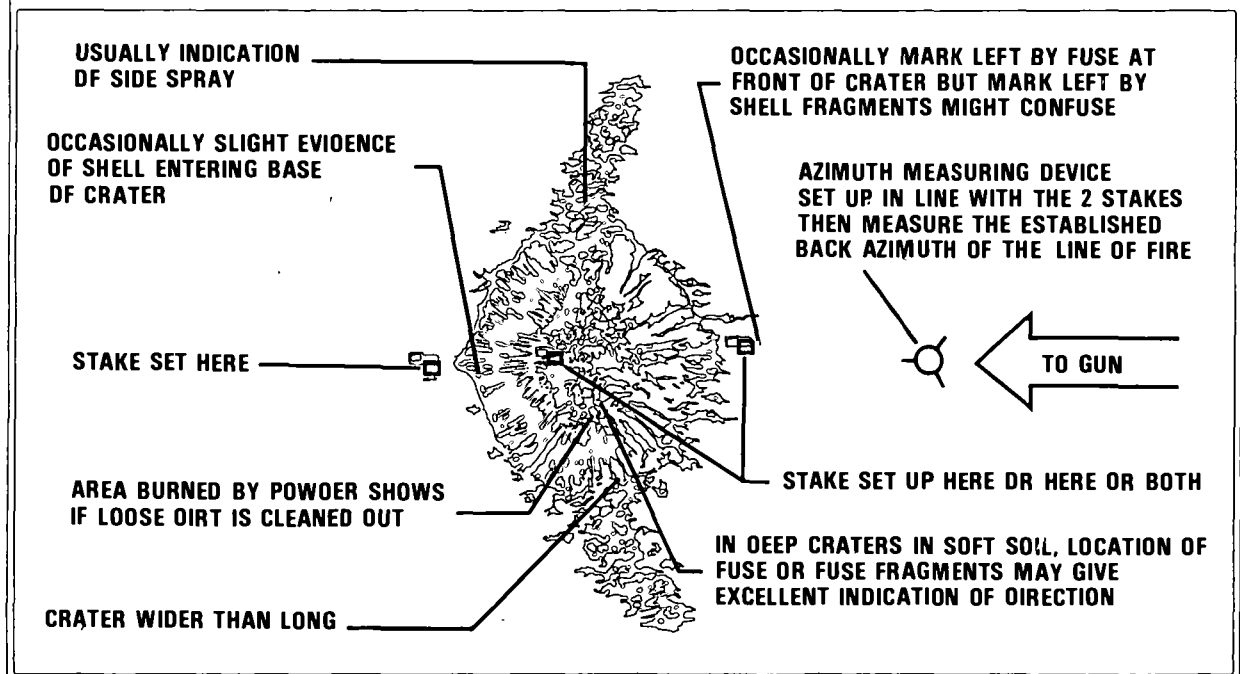 USUALLY INDICATION
DF SIDE SPRAY
OCCASIONALLY SLIGHT EVIOENCE
OF SHELL ENTERING BASE
DF CRATER
STAKE SET HERE
AREA BURNED BY POWOER SHOWS
IF LOOSE OIRT IS CLEANED OUT
CRATER WIDER THAN LONG
OCCASIONALLY MARK LEFT BY FUSE AT
FRONT OF CRATER BUT MARK LEFT BY
SHELL FRAGMENTS MIGHT CONFUSE
AZIMUTH MEASURING DEVICE
SET UP IN LINE WITH THE 2 STAKES
THEN MEASURE THE ESTABLISHED
BACK AZIMUTH OF THE LINE OF FIRE
TO GUN
STAKE SET UP HERE DR HERE OR BOTH
IN OEEP CRATERS IN SOFT SOIL, LOCATION OF
FUSE OR FUSE FRAGMENTS MAY GIVE
EXCELLENT INDICATION OF OIRECTION